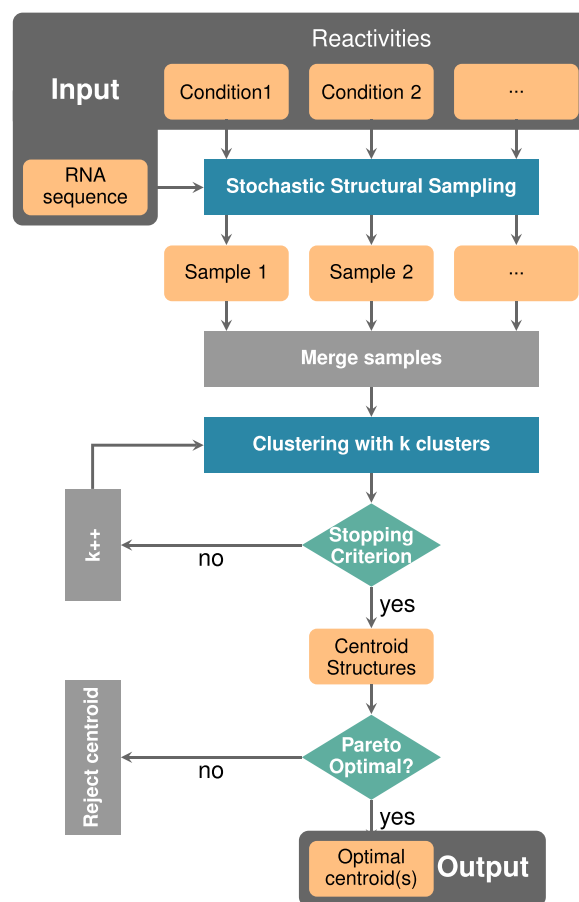 Reactivities
Input
Condition1
Condition 2
...
RNA
sequence
Stochastic Structural Sampling
Sample 1
Sample 2
...
Merge samples
Clustering with k clusters
k++
Stopping
Criterion
no
yes
Centroid
Structures
Reject centroid
Pareto
Optimal?
no
yes
Optimal
centroid(s)
Output